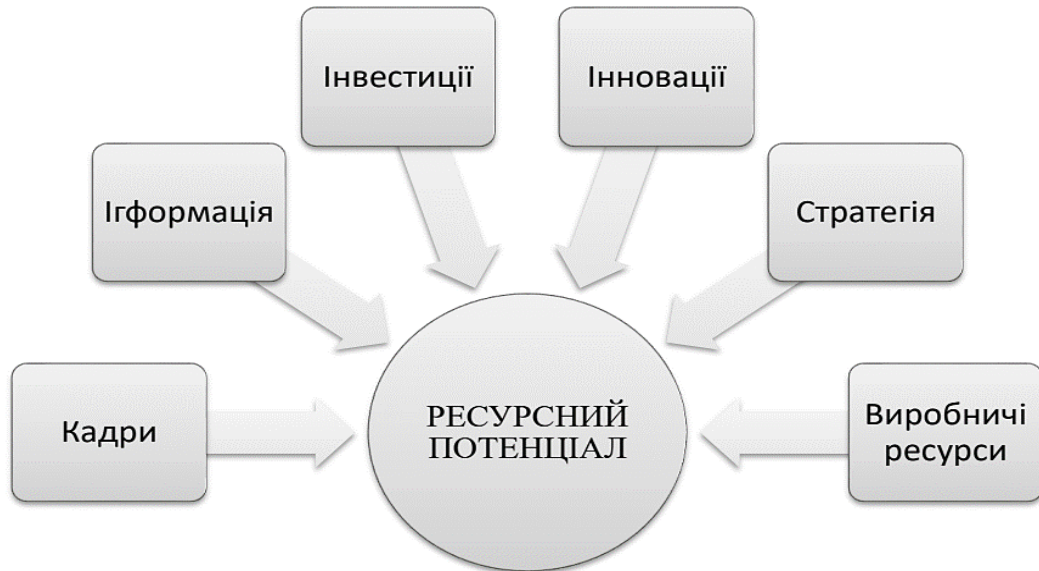 Інвестиції
Інновації
Ігформація
Стратегія
Кадри
РЕСУРСНИЙ
ПОТЕНЦІАЛ
Виробничі
ресурси